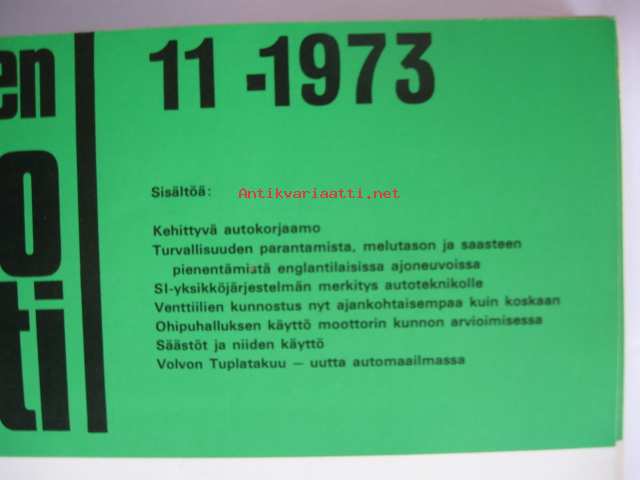 en
11 -1973
o
ti
Sisältöä:
Antikvariaatti.net
Kehittyvä autokorjaamo
Turvallisuuden parantamista, melutason ja saasteen
pienentämistä englantilaisissa ajoneuvoissa
SI-yksikköjärjestelmän merkitys autoteknikolle
Venttiilien kunnostus nyt ajankohtaisempaa kuin koskaan
Ohipuhalluksen käyttö moottorin kunnon arvioimisessa
Säästöt ja niiden käyttö
Volvon Tuplatakuu — uutta automaailmassa